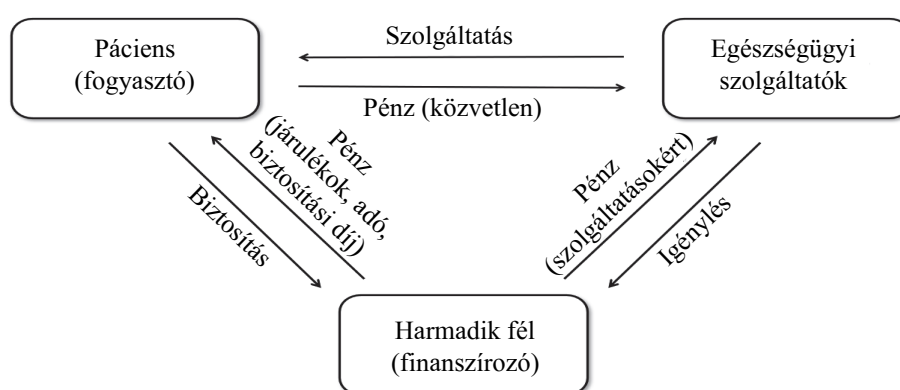 Páciens
(fogyasztó)
Szolgáltatás
Pénz (közvetlen)
Egészségügyi
szolgáltatók
Biztosítás
Pénz
(járulékok, adó,
biztosítási díj)
Pénz
(szolgáltatásokért)
Igénylés
Harmadik fél
(finanszírozó)